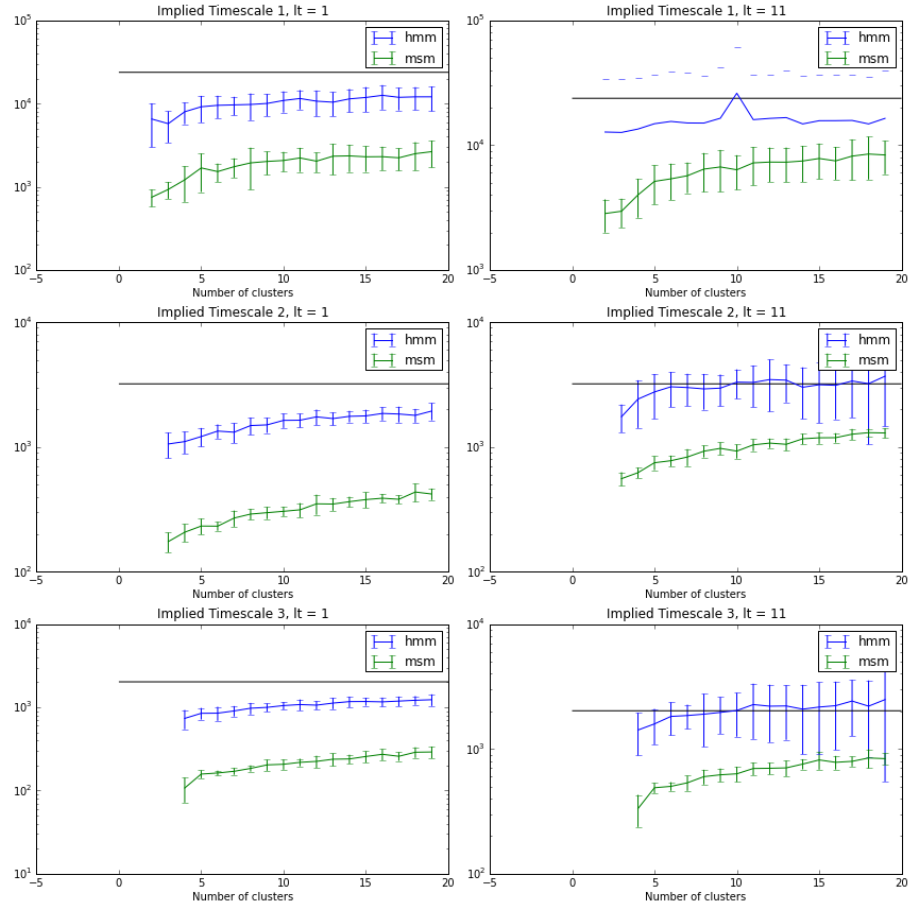 Implied Timescale 1, lt = 1
10^5
10^4
10^3
10^2
hmm
msm
-5 0 5 10 15 20
Number of clusters
Implied Timescale 1, lt = 11
10^5
10^4
10^3
hmm
msm
-5 0 5 10 15 20
Number of clusters
Implied Timescale 2, lt = 1
10^4
10^3
10^2
hmm
msm
-5 0 5 10 15 20
Number of clusters
Implied Timescale 2, lt = 11
10^4
10^3
10^2
hmm
msm
-5 0 5 10 15 20
Number of clusters
Implied Timescale 3, lt = 1
10^4
10^3
10^2
10^1
hmm
msm
-5 0 5 10 15 20
Number of clusters
Implied Timescale 3, lt = 11
10^4
10^3
10^2
hmm
msm
-5 0 5 10 15 20
Number of clusters